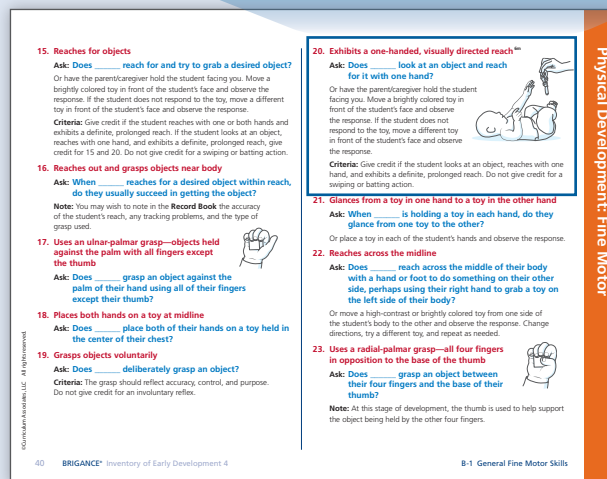 15. Reaches for objects
Ask: Does _____ reach for and try to grab a desired object?
Or have the parent/caregiver hold the student facing you. Move a
brightly colored toy in front of the student's face and observe the
response. If the student does not respond to the toy, move a different
toy in front of the student's face and observe the response.
Criteria: Give credit if the student reaches with one or both hands and
exhibits a definite, prolonged reach. If the student looks at an object,
reaches with one hand, and exhibits a definite, prolonged reach, give
credit for 15 and 20. Do not give credit for a swiping or batting action.
16. Reaches out and grasps objects near body
Ask: When _____ reaches for a desired object within reach,
do they usually succeed in getting the object?
Note: You may wish to note in the Record Book the accuracy
of the student's reach, any tracking problems, and the type of
grasp used.
17. Uses an ulnar-palmar grasp—objects held
against the palm with all fingers except
the thumb
Ask: Does _____ grasp an object against the
palm of their hand using all of their fingers
except their thumb?
18. Places both hands on a toy at midline
Ask: Does _____ place both of their hands on a toy held in
the center of their chest?
19. Grasps objects voluntarily
Ask: Does _____ deliberately grasp an object?
Criteria: The grasp should reflect accuracy, control, and purpose.
Do not give credit for an involuntary reflex.
20. Exhibits a one-handed, visually directed reach
Ask: Does _____ look at an object and reach
for it with one hand?
Or have the parent/caregiver hold the student
facing you. Move a brightly colored toy in
front of the student's face and observe
the response. If the student does not
respond to the toy, move a different toy
in front of the student's face and observe
the response.
Criteria: Give credit if the student looks at an object, reaches with one
hand, and exhibits a definite, prolonged reach. Do not give credit for a
swiping or batting action.
21. Glances from a toy in one hand to a toy in the other hand
Ask: When _____ is holding a toy in each hand, do they
glance from one toy to the other?
Or place a toy in each of the student's hands and observe the response.
22. Reaches across the midline
Ask: Does _____ reach across the middle of their body
with a hand or foot to do something on their other
side, perhaps using their right hand to grab a toy on
the left side of their body?
Or move a high-contrast or brightly colored toy from one side of
the student's body to the other and observe the response. Change
directions, try a different toy, and repeat as needed.
23. Uses a radial-palmar grasp—all four fingers
in opposition to the base of the thumb
Ask: Does _____ grasp an object between
their four fingers and the base of their
thumb?
Note: At this stage of development, the thumb is used to help support
the object being held by the other four fingers.
Physical Development: Fine Motor
©Curriculum Associates, LLC All rights reserved.
40 BRIGANCE® Inventory of Early Development 4
B-1 General Fine Motor Skills